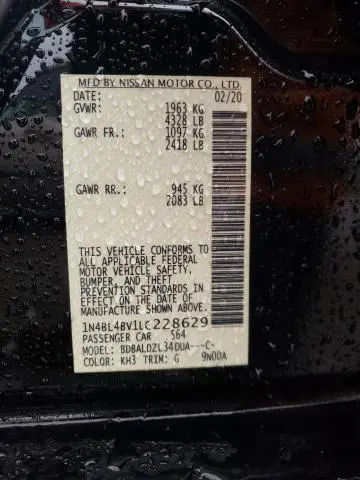 MFD BY NISSAN MOTOR CO., LTD.
DATE: 02/20
GVWR: 1963 KG
4328 LB
GAWR FR.: 1097 KG
2418 LB
GAWR RR.: 945 KG
2083 LB
THIS VEHICLE CONFORMS TO
ALL APPLICABLE FEDERAL
MOTOR VEHICLE SAFETY,
BUMPER, AND THEFT
PREVENTION STANDARDS IN
EFFECT ON THE DATE OF
MANUFACTURE SHOWN ABOVE.
1N4BL4BV1LC228629
PASSENGER CAR 564
MODEL: BDBALDZL34DUA---C-
COLOR: KH3 TRIM: G 9N00A